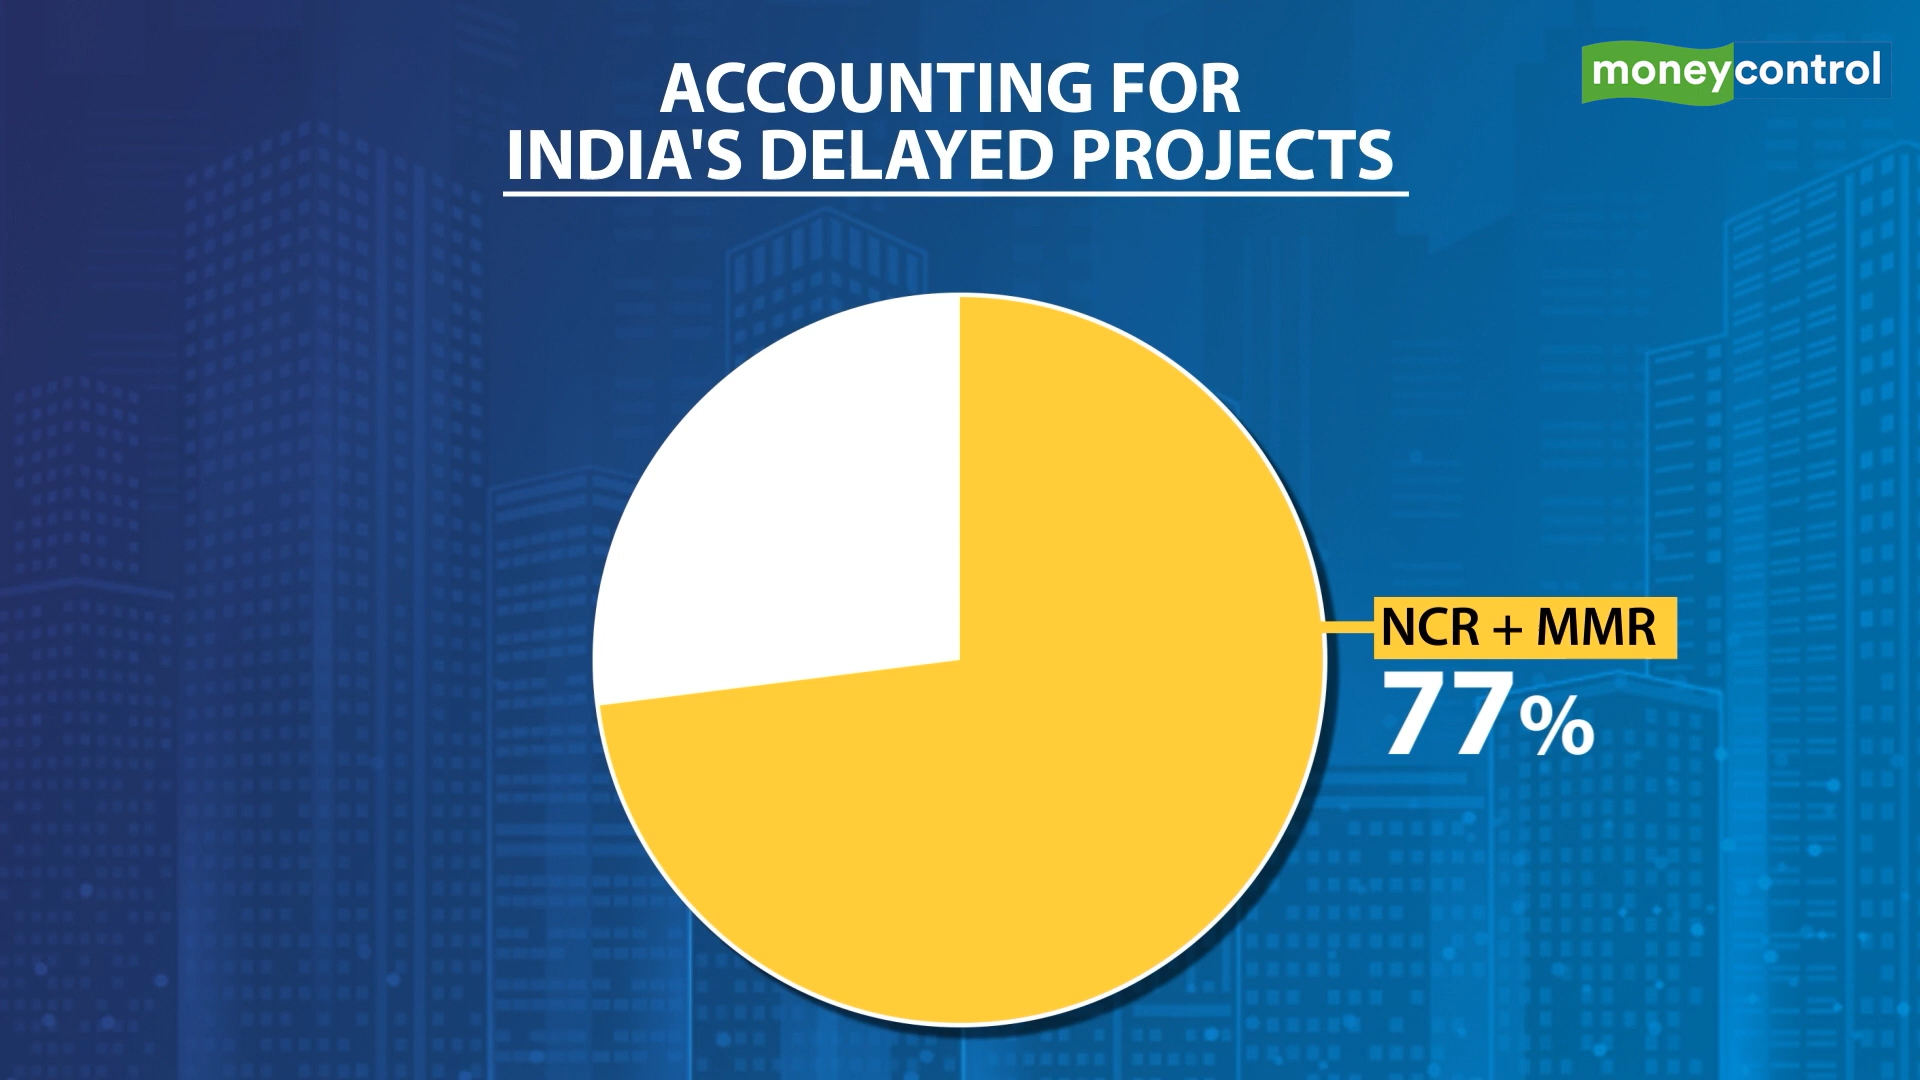 ACCOUNTING FOR
INDIA'S DELAYED PROJECTS
moneycontrol
NCR + MMR
77%